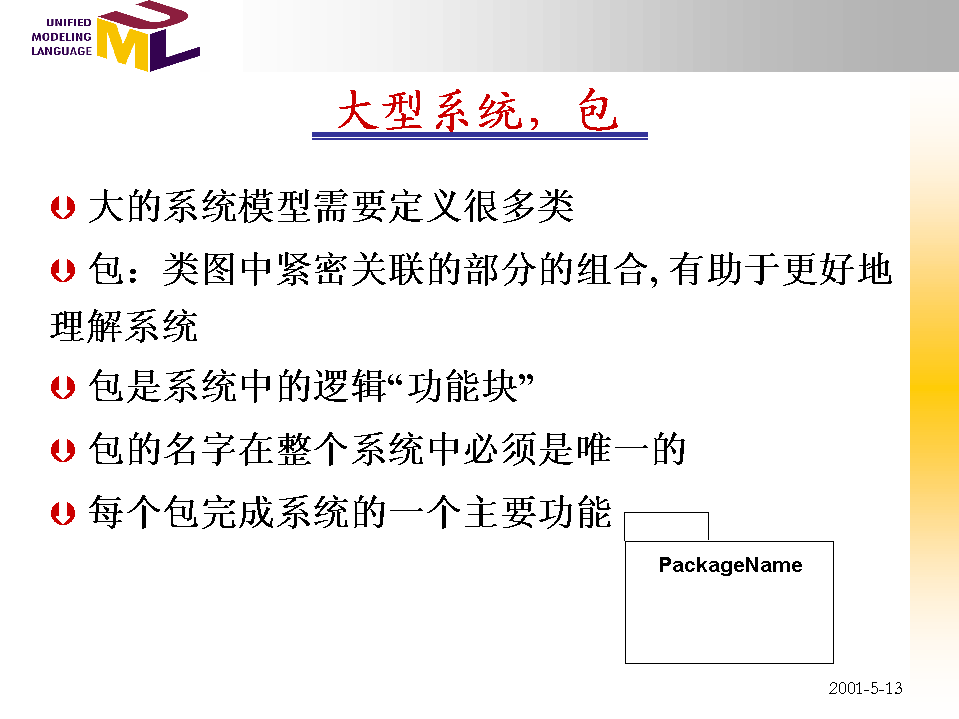 UNIFIED
MODELING
LANGUAGE
UML
大型系统，包
大的系统模型需要定义很多类
包：类图中紧密关联的部分的组合, 有助于更好地
理解系统
包是系统中的逻辑“功能块”
包的名字在整个系统中必须是唯一的
每个包完成系统的一个主要功能
PackageName
2001-5-13